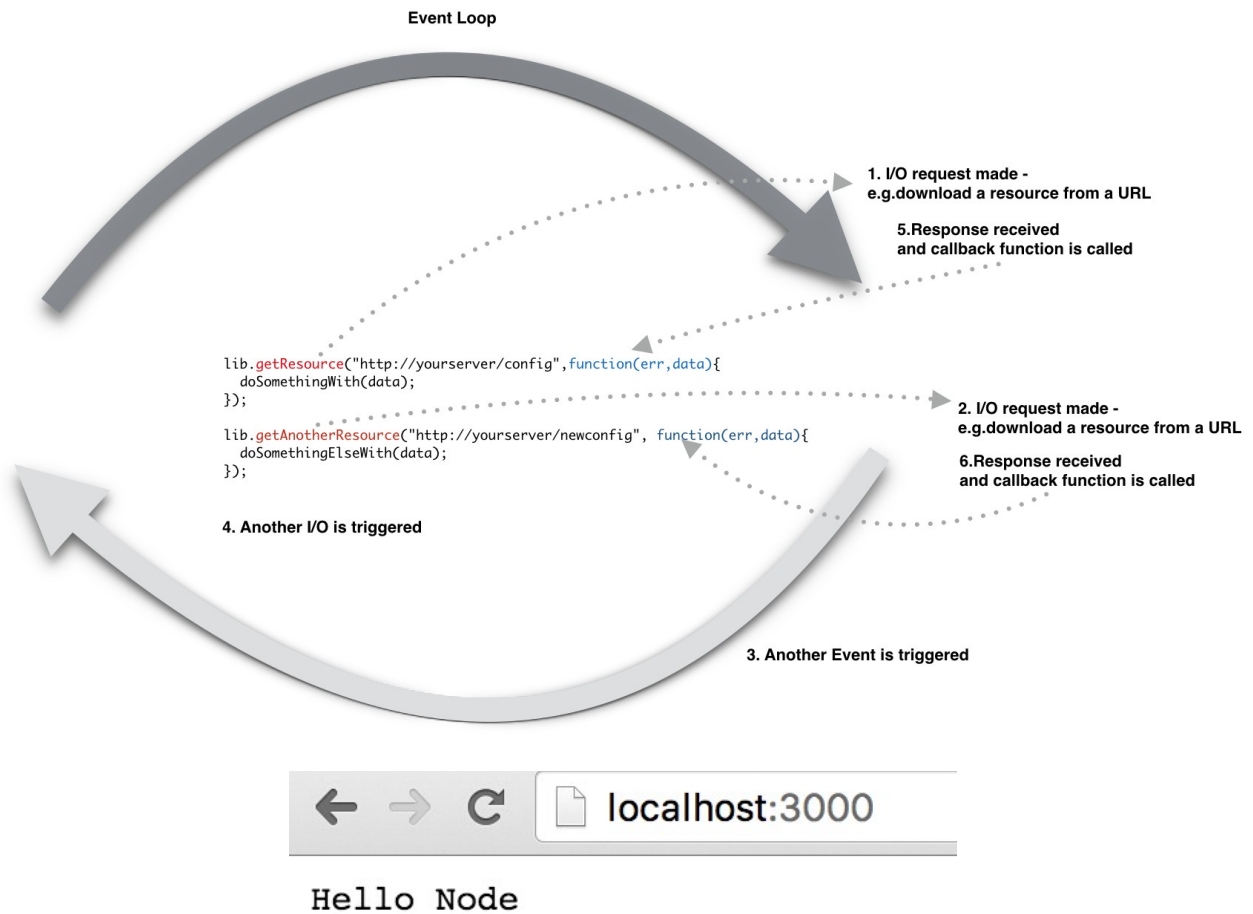 Event Loop
1. I/O request made -
e.g.download a resource from a URL
5.Response received
and callback function is called
lib.getResource("http://yourserver/config",function(err,data){
doSomethingWith(data);
});
2. I/O request made -
e.g.download a resource from a URL
lib.getAnotherResource("http://yourserver/newconfig", function(err,data){
doSomethingElseWith(data);
});
6.Response received
and callback function is called
4. Another I/O is triggered
3. Another Event is triggered
localhost:3000
Hello Node